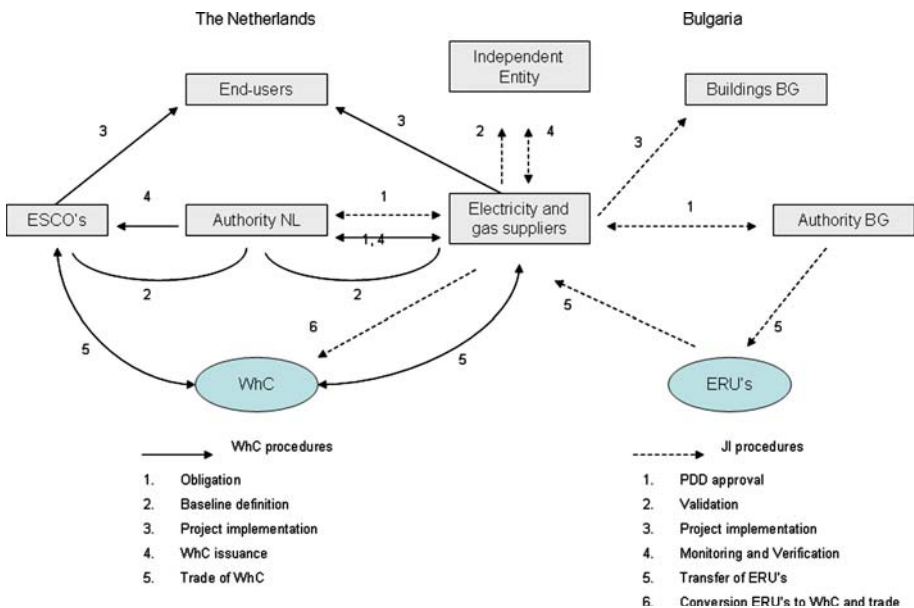 The Netherlands
Bulgaria
Independent
Entity
End-users
Buildings BG
3
3
2
4
3
ESCO's
4
Authority NL
1
1, 4
Electricity and
gas suppliers
1
Authority BG
2
2
5
6
5
5
5
WhC
ERU's
WhC procedures
1. Obligation
2. Baseline definition
3. Project implementation
4. WhC issuance
5. Trade of WhC
JI procedures
1. PDD approval
2. Validation
3. Project implementation
4. Monitoring and Verification
5. Transfer of ERU's
6. Conversion ERU's to WhC and trade